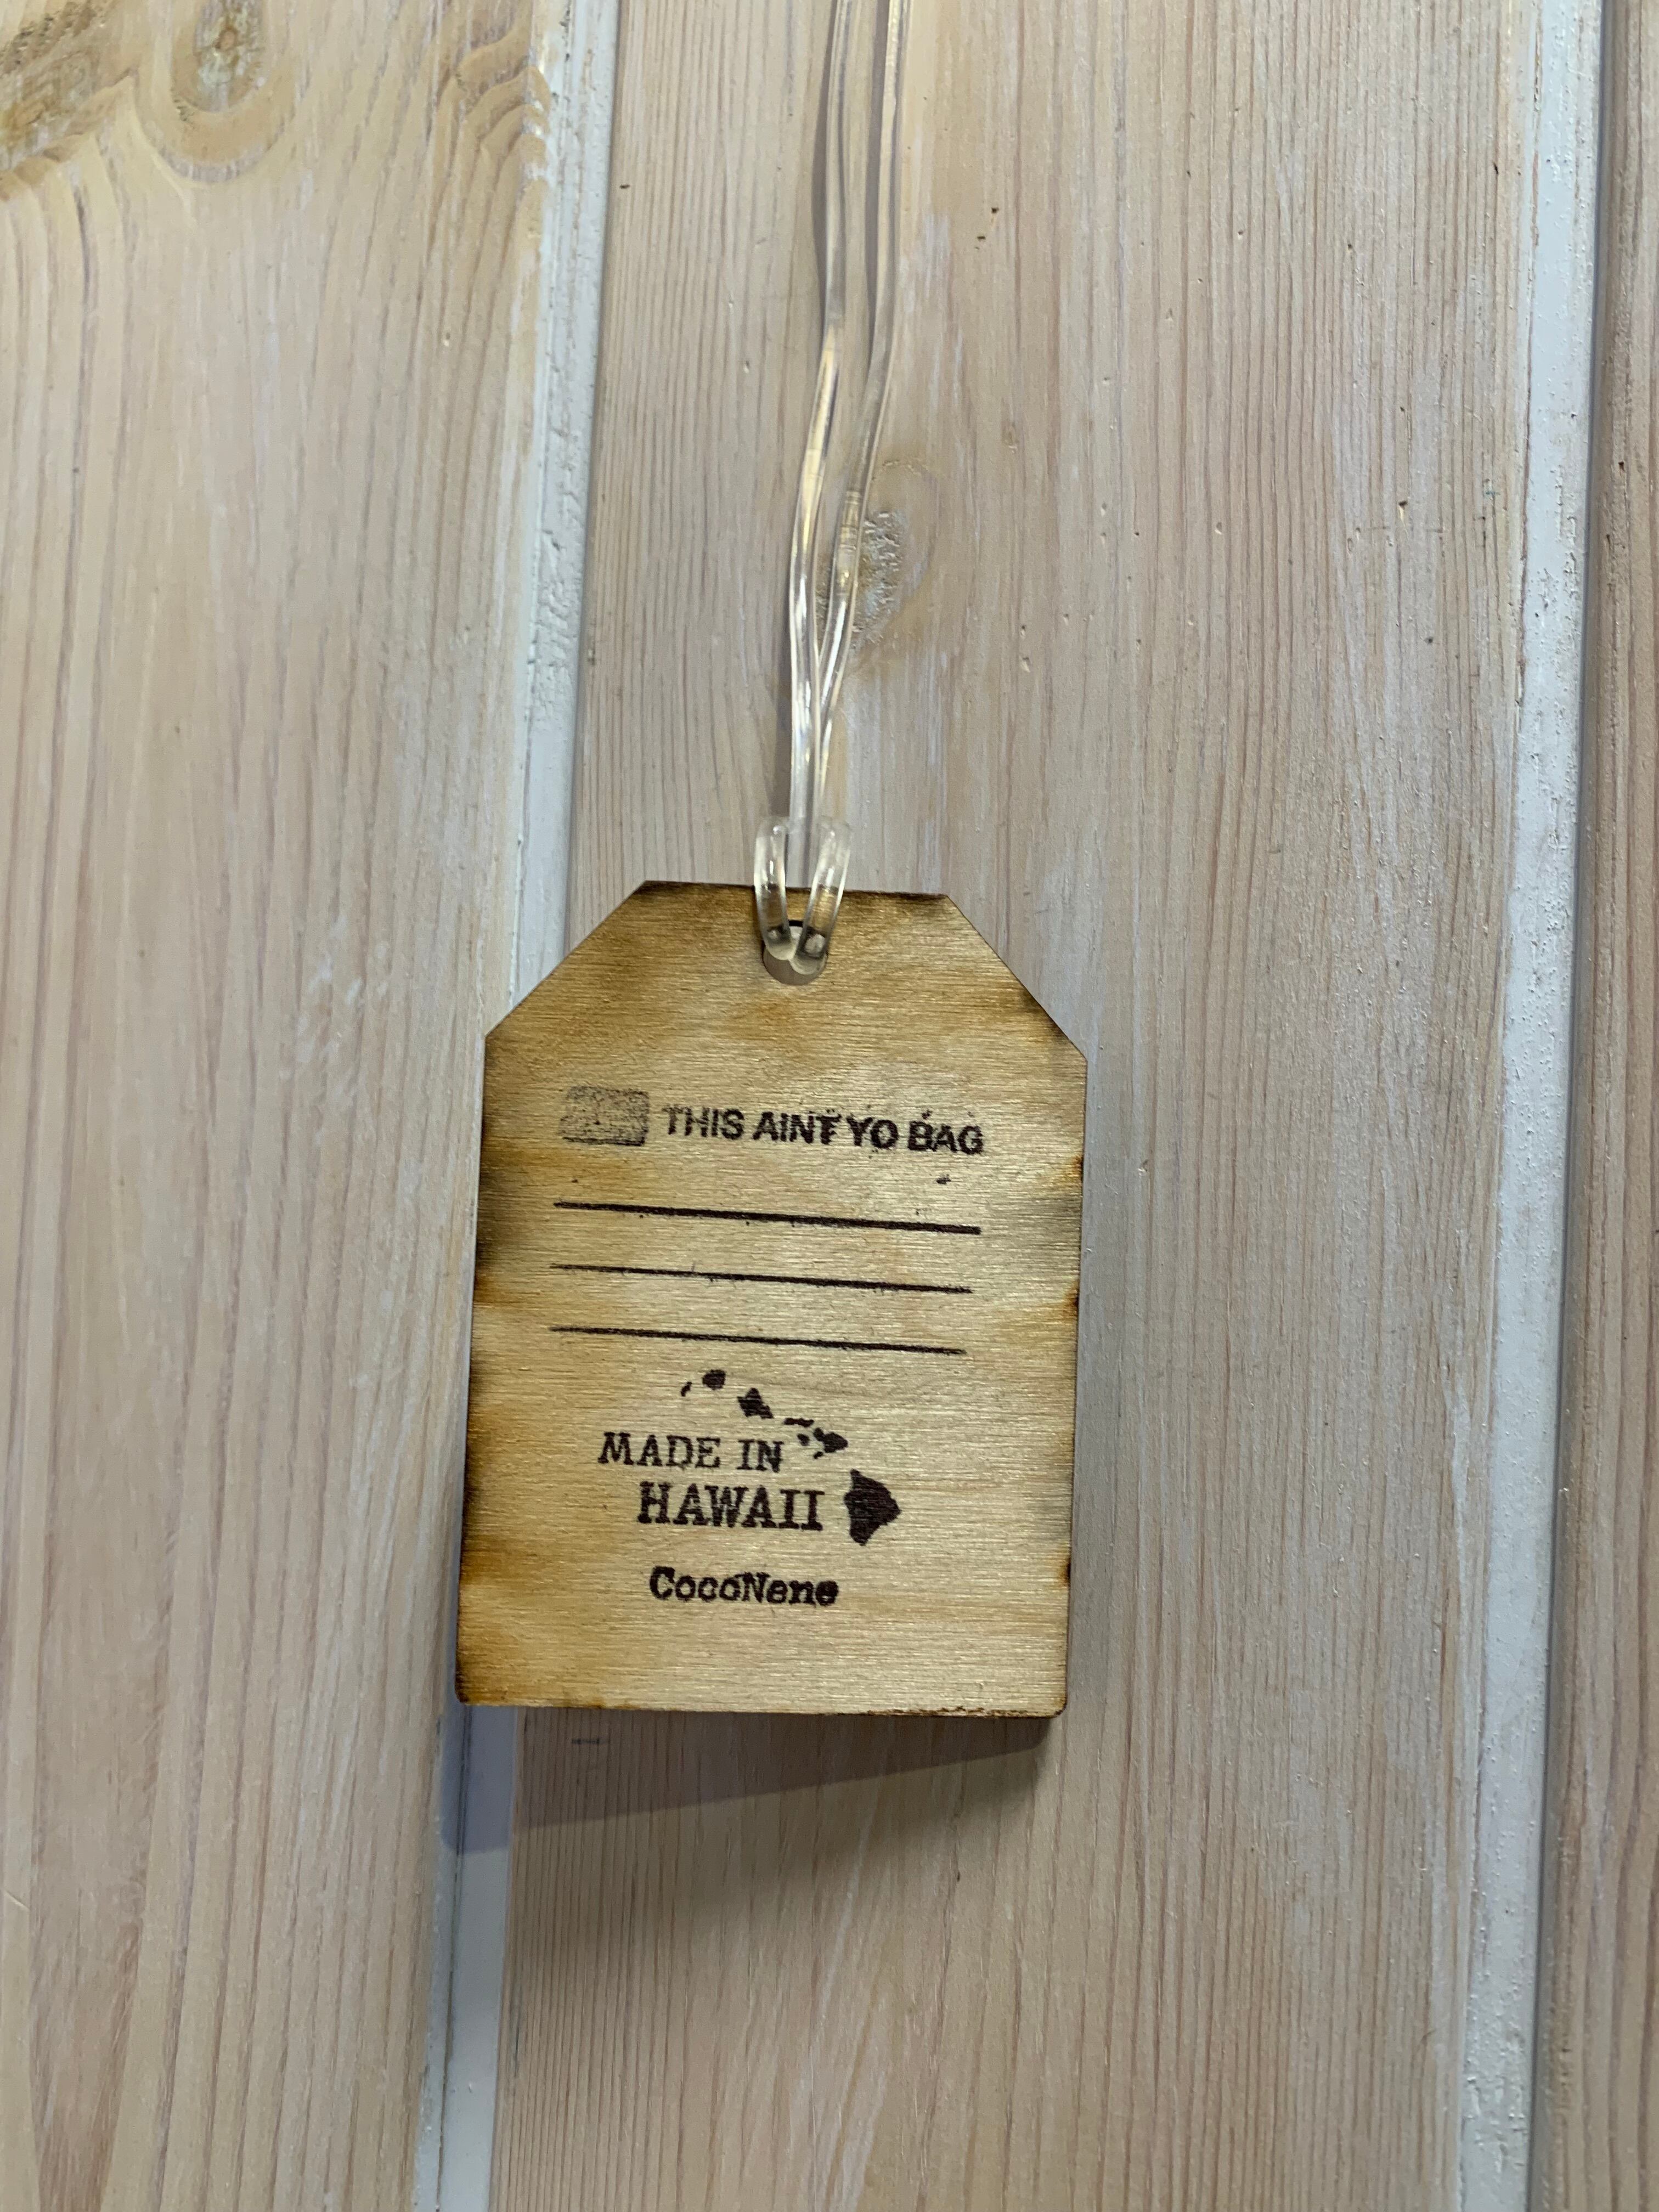 THIS AINT YO BAG
MADE IN
HAWAII
CocoNene